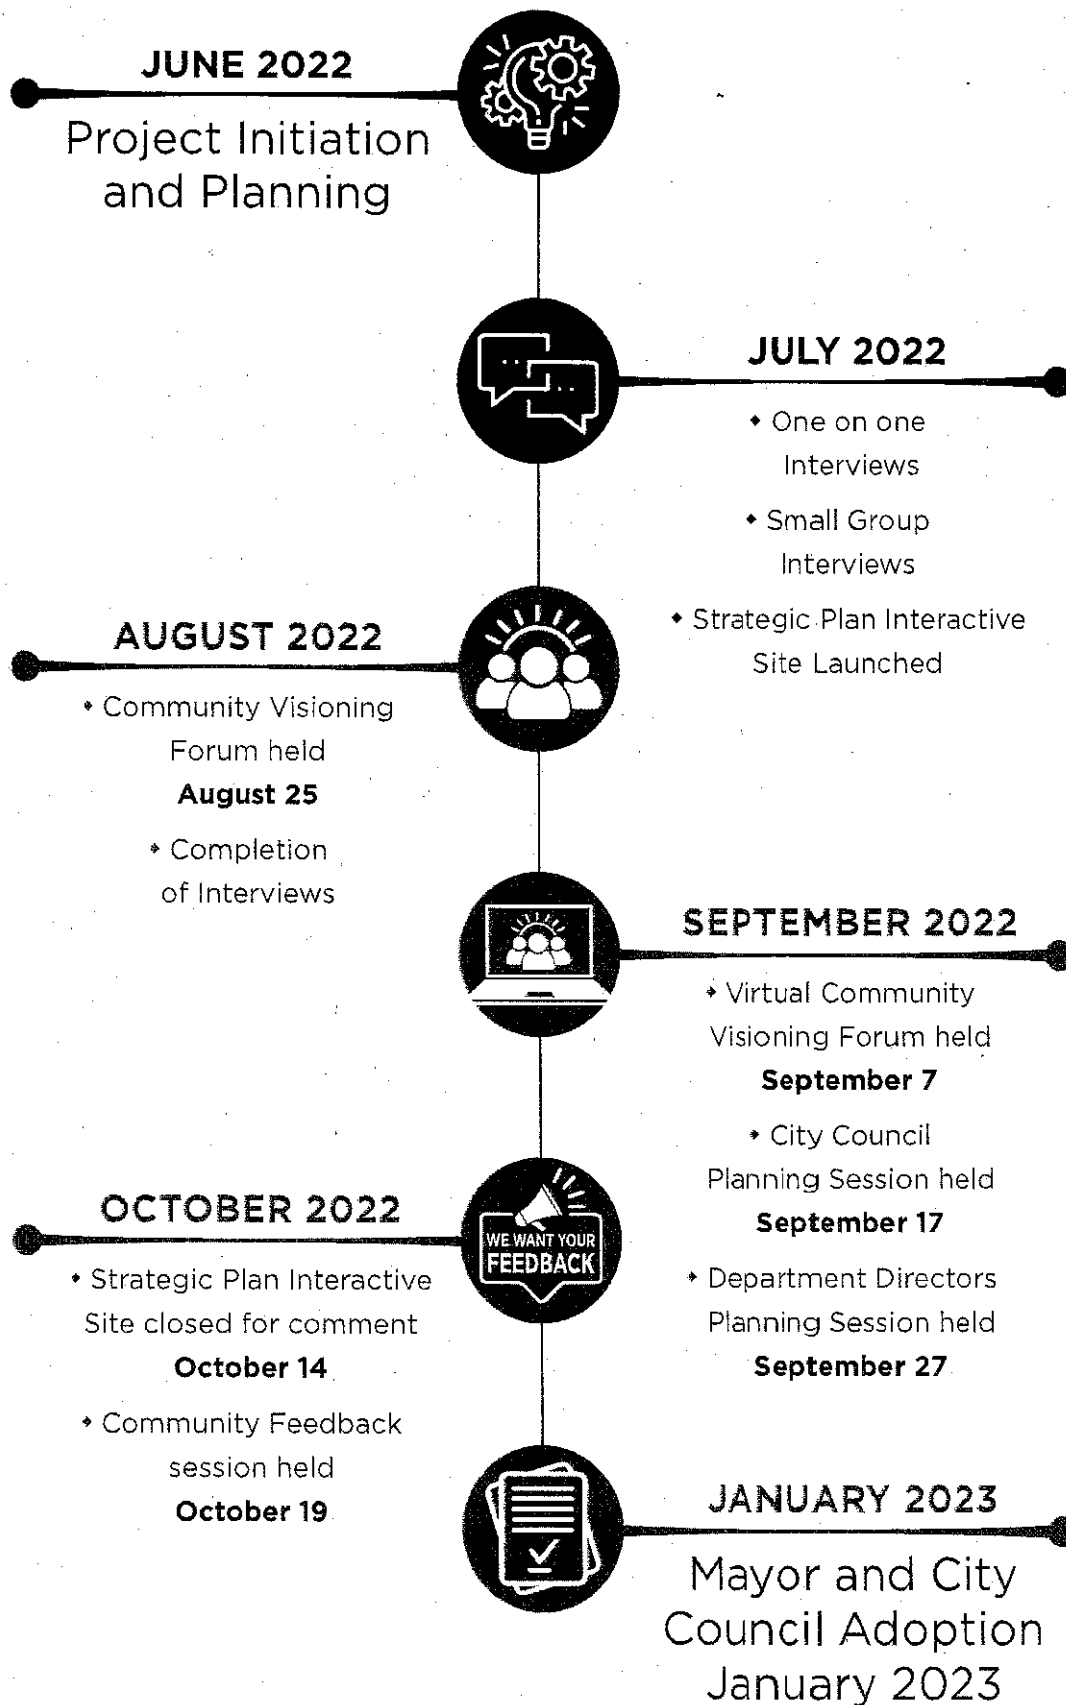 JUNE 2022
Project Initiation
and Planning
JULY 2022
• One on one
Interviews
• Small Group
Interviews
• Strategic Plan Interactive
Site Launched
AUGUST 2022
• Community Visioning
Forum held
August 25
• Completion
of Interviews
SEPTEMBER 2022
• Virtual Community
Visioning Forum held
September 7
• City Council
Planning Session held
September 17
• Department Directors
Planning Session held
September 27
OCTOBER 2022
• Strategic Plan Interactive
Site closed for comment
October 14
• Community Feedback
session held
October 19
WE WANT YOUR
FEEDBACK
JANUARY 2023
Mayor and City
Council Adoption
January 2023